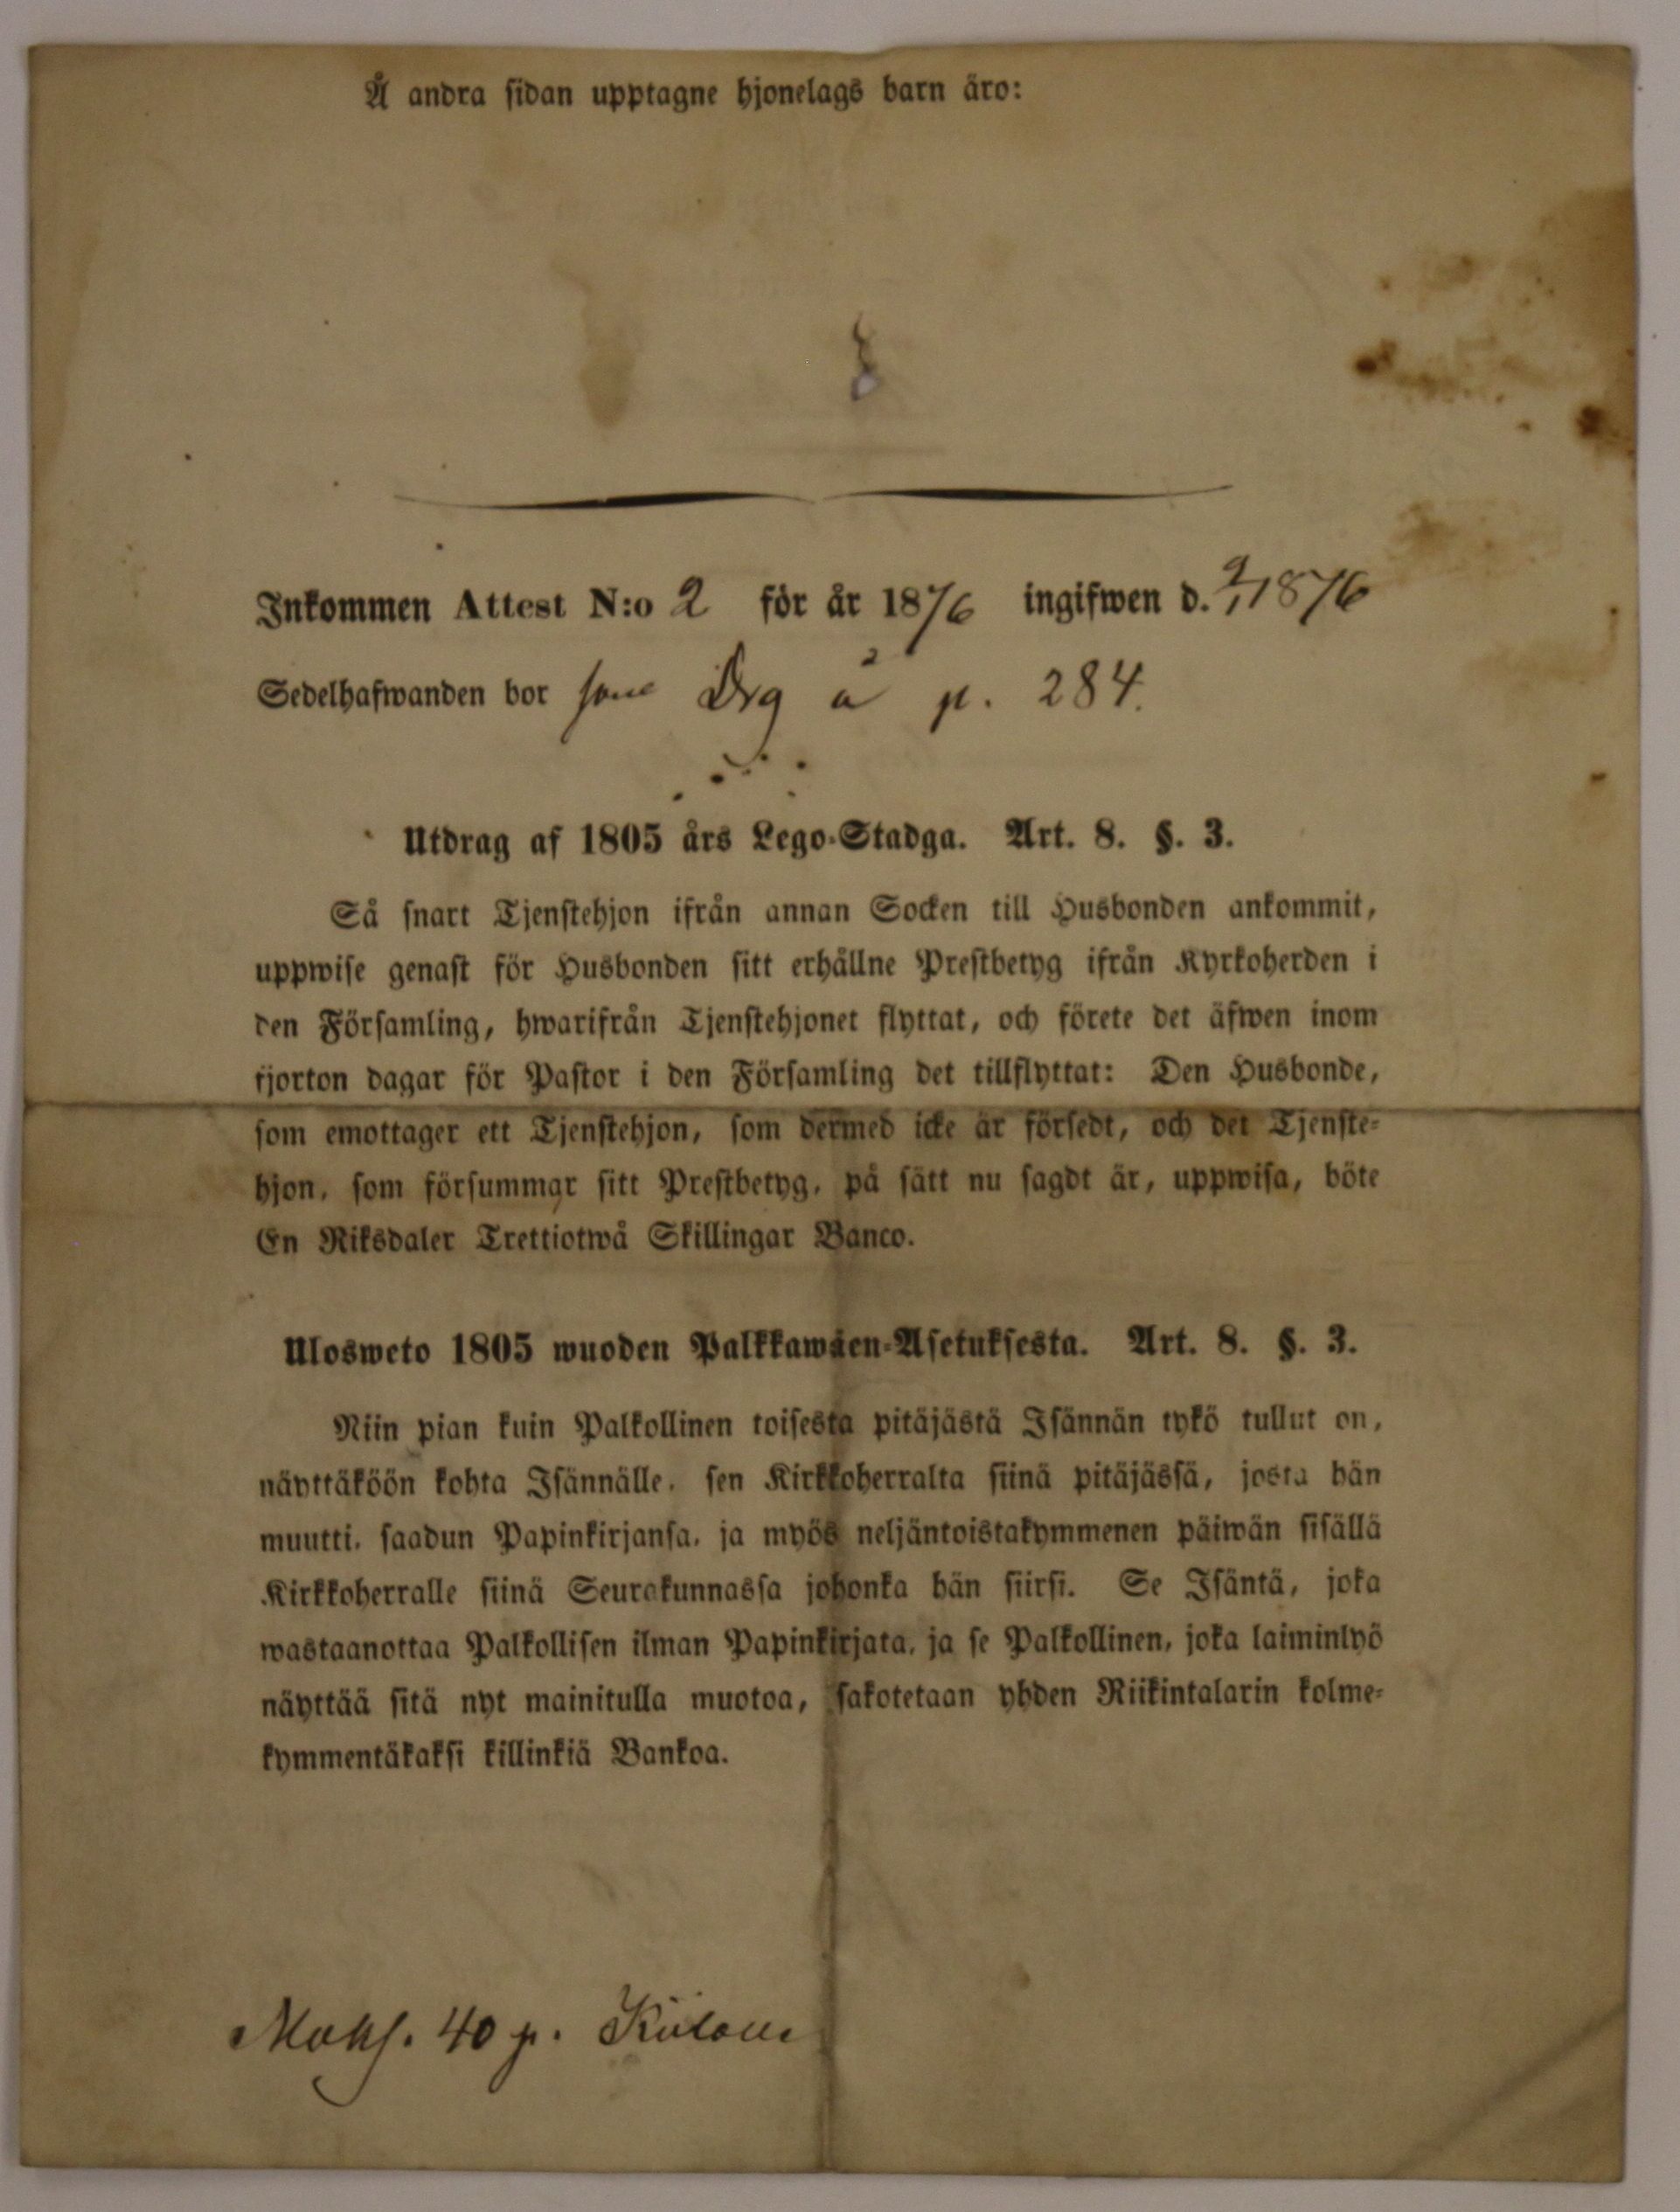 Å andra sidan upptagne hjonelags barn äro:
Inkommen Attest N:o 2 för år 1876 ingifwen d. 2/1 1876
Sedelhafwanden bor som Drg å p. 284.
Utdrag af 1805 års Lego-Stadga. Art. 8. §. 3.
Så snart Tjenstehjon ifrån annan Socken till Husbonden ankommit,
uppwise genast för Husbonden sitt erhållne Prestbetyg ifrån Kyrkoherden i
den Församling, hwarifrån Tjenstehjonet flyttat, och förete det äfwen inom
fjorton dagar för Pastor i den Församling det tillflyttat: Den Husbonde,
som emottager ett Tjenstehjon, som dermed icke är försedt, och det Tjenste-
hjon, som försummar sitt Prestbetyg, på sätt nu sagdt är, uppwisa, böte
En Riksdaler Trettiotwå Skillingar Banco.
Ulosweto 1805 wuoden Palkkawäen-Asetuksesta. Art. 8. §. 3.
Niin pian kuin Palkollinen toisesta pitäjästä Isännän tykö tullut on,
näyttäköön kohta Isännälle, sen Kirkkoherralta siinä pitäjässä, josta hän
muutti, saadun Papinkirjansa, ja myös neljäntoistakymmenen päiwän sisällä
Kirkkoherralle siinä Seurakunnassa johonka hän siirsi. Se Isäntä, joka
wastaanottaa Palkollisen ilman Papinkirjata, ja se Palkollinen, joka laiminlyö
näyttää sitä nyt mainitulla muotoa, sakotetaan yhden Riikintalarin kolme-
kymmentäkaksi killinkiä Bankoa.
40 p.